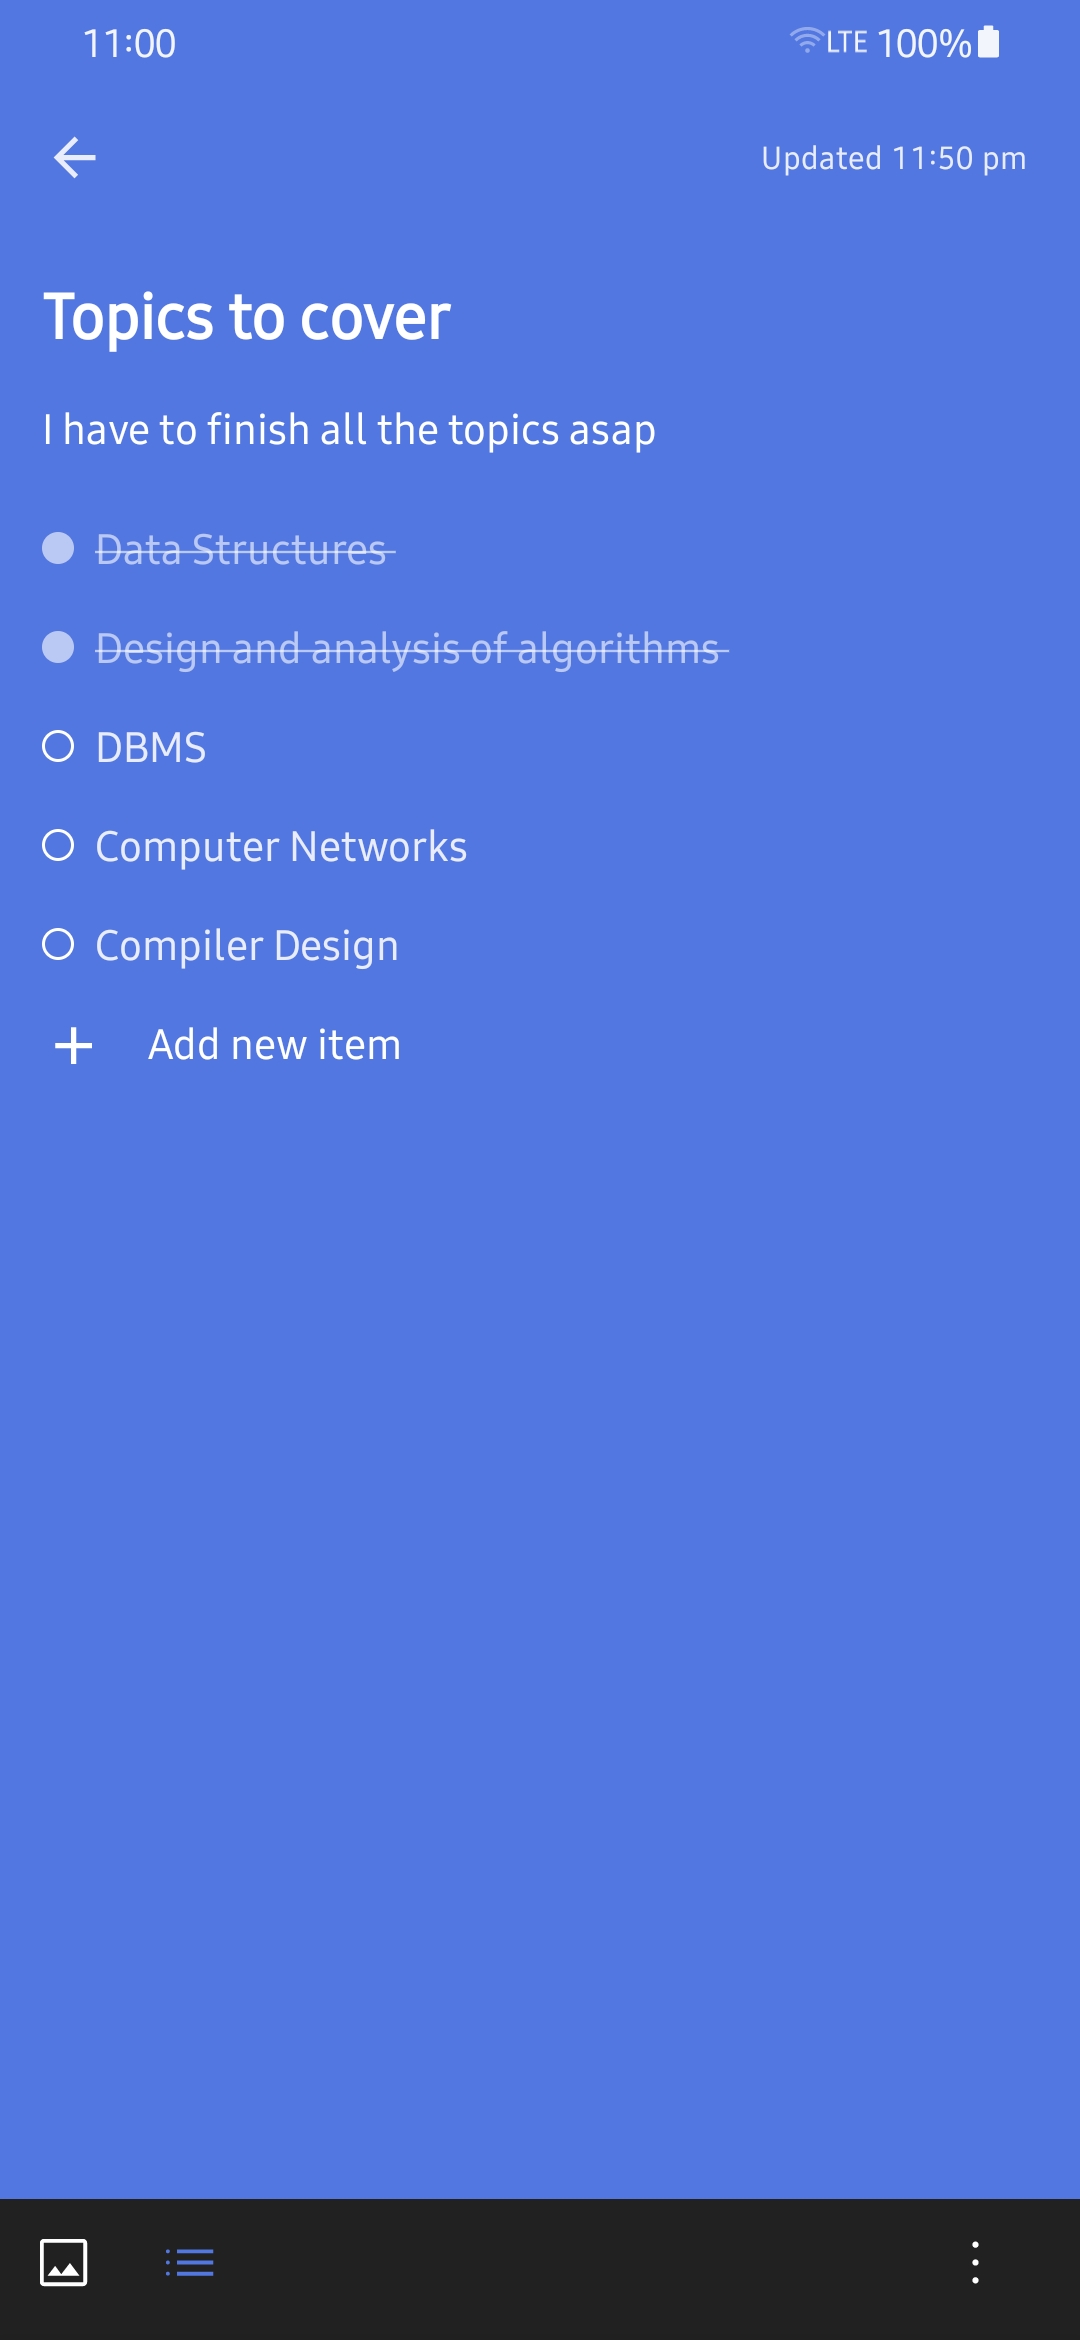 11:00 LTE 100%
Updated 11:50 pm
Topics to cover
I have to finish all the topics asap
Data Structures
Design and analysis of algorithms
DBMS
Computer Networks
Compiler Design
Add new item